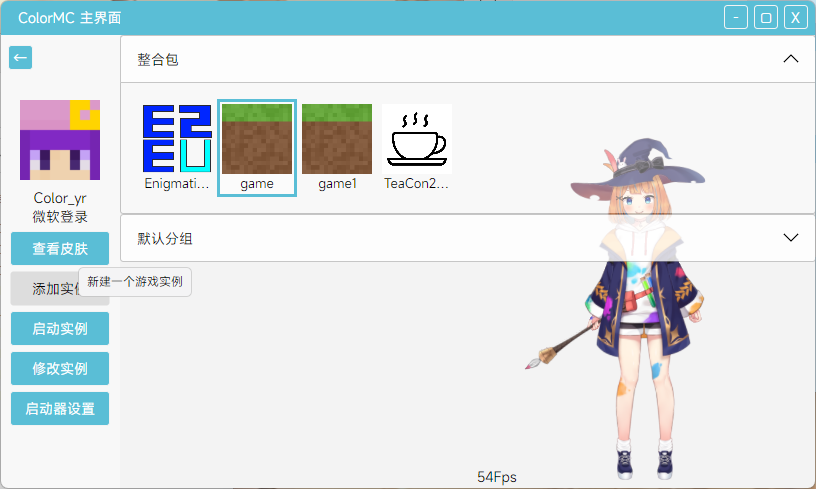 ColorMC 主界面
整合包
E2EU
Enigmati...
game
game1
TeaCon2...
Color_yr
微软登录
查看皮肤
默认分组
添加实
新建一个游戏实例
启动实例
修改实例
启动器设置
54Fps